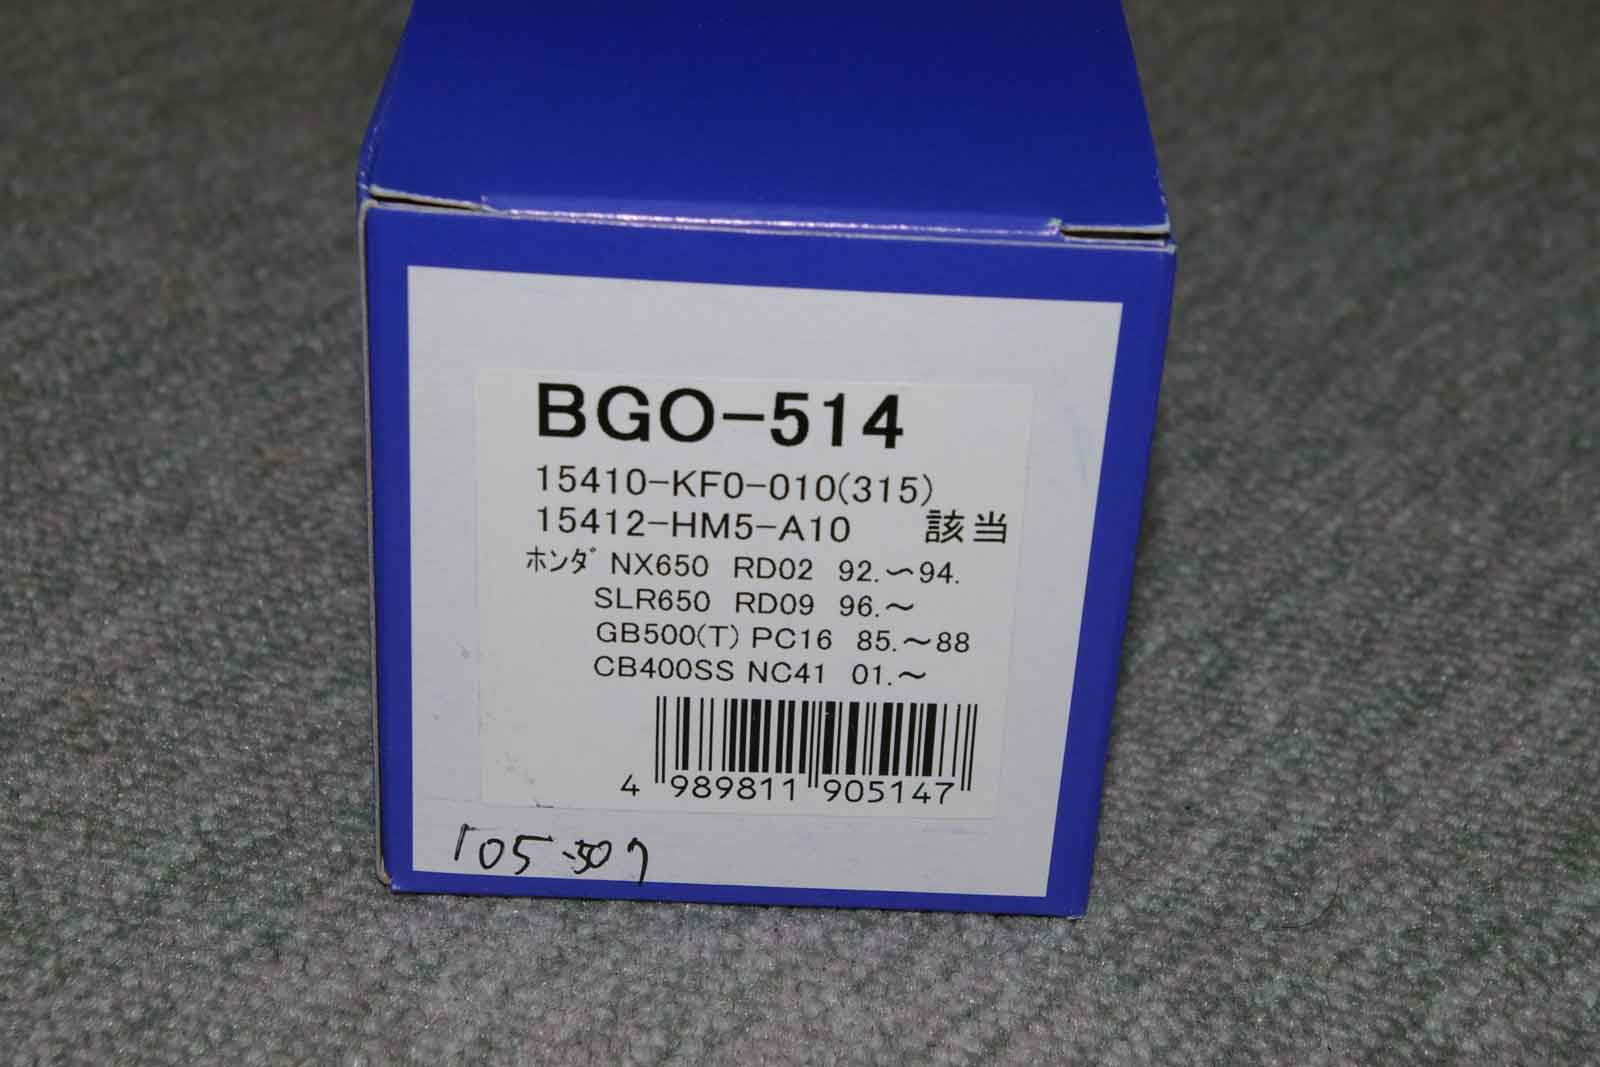 BGO-514
15410-KF0-010(315)
15412-HM5-A10 該当
ホンダ NX650 RD02 92.～94.
SLR650 RD09 96.～
GB500(T) PC16 85.～88
CB400SS NC41 01.～
4 989811 905147
105-507